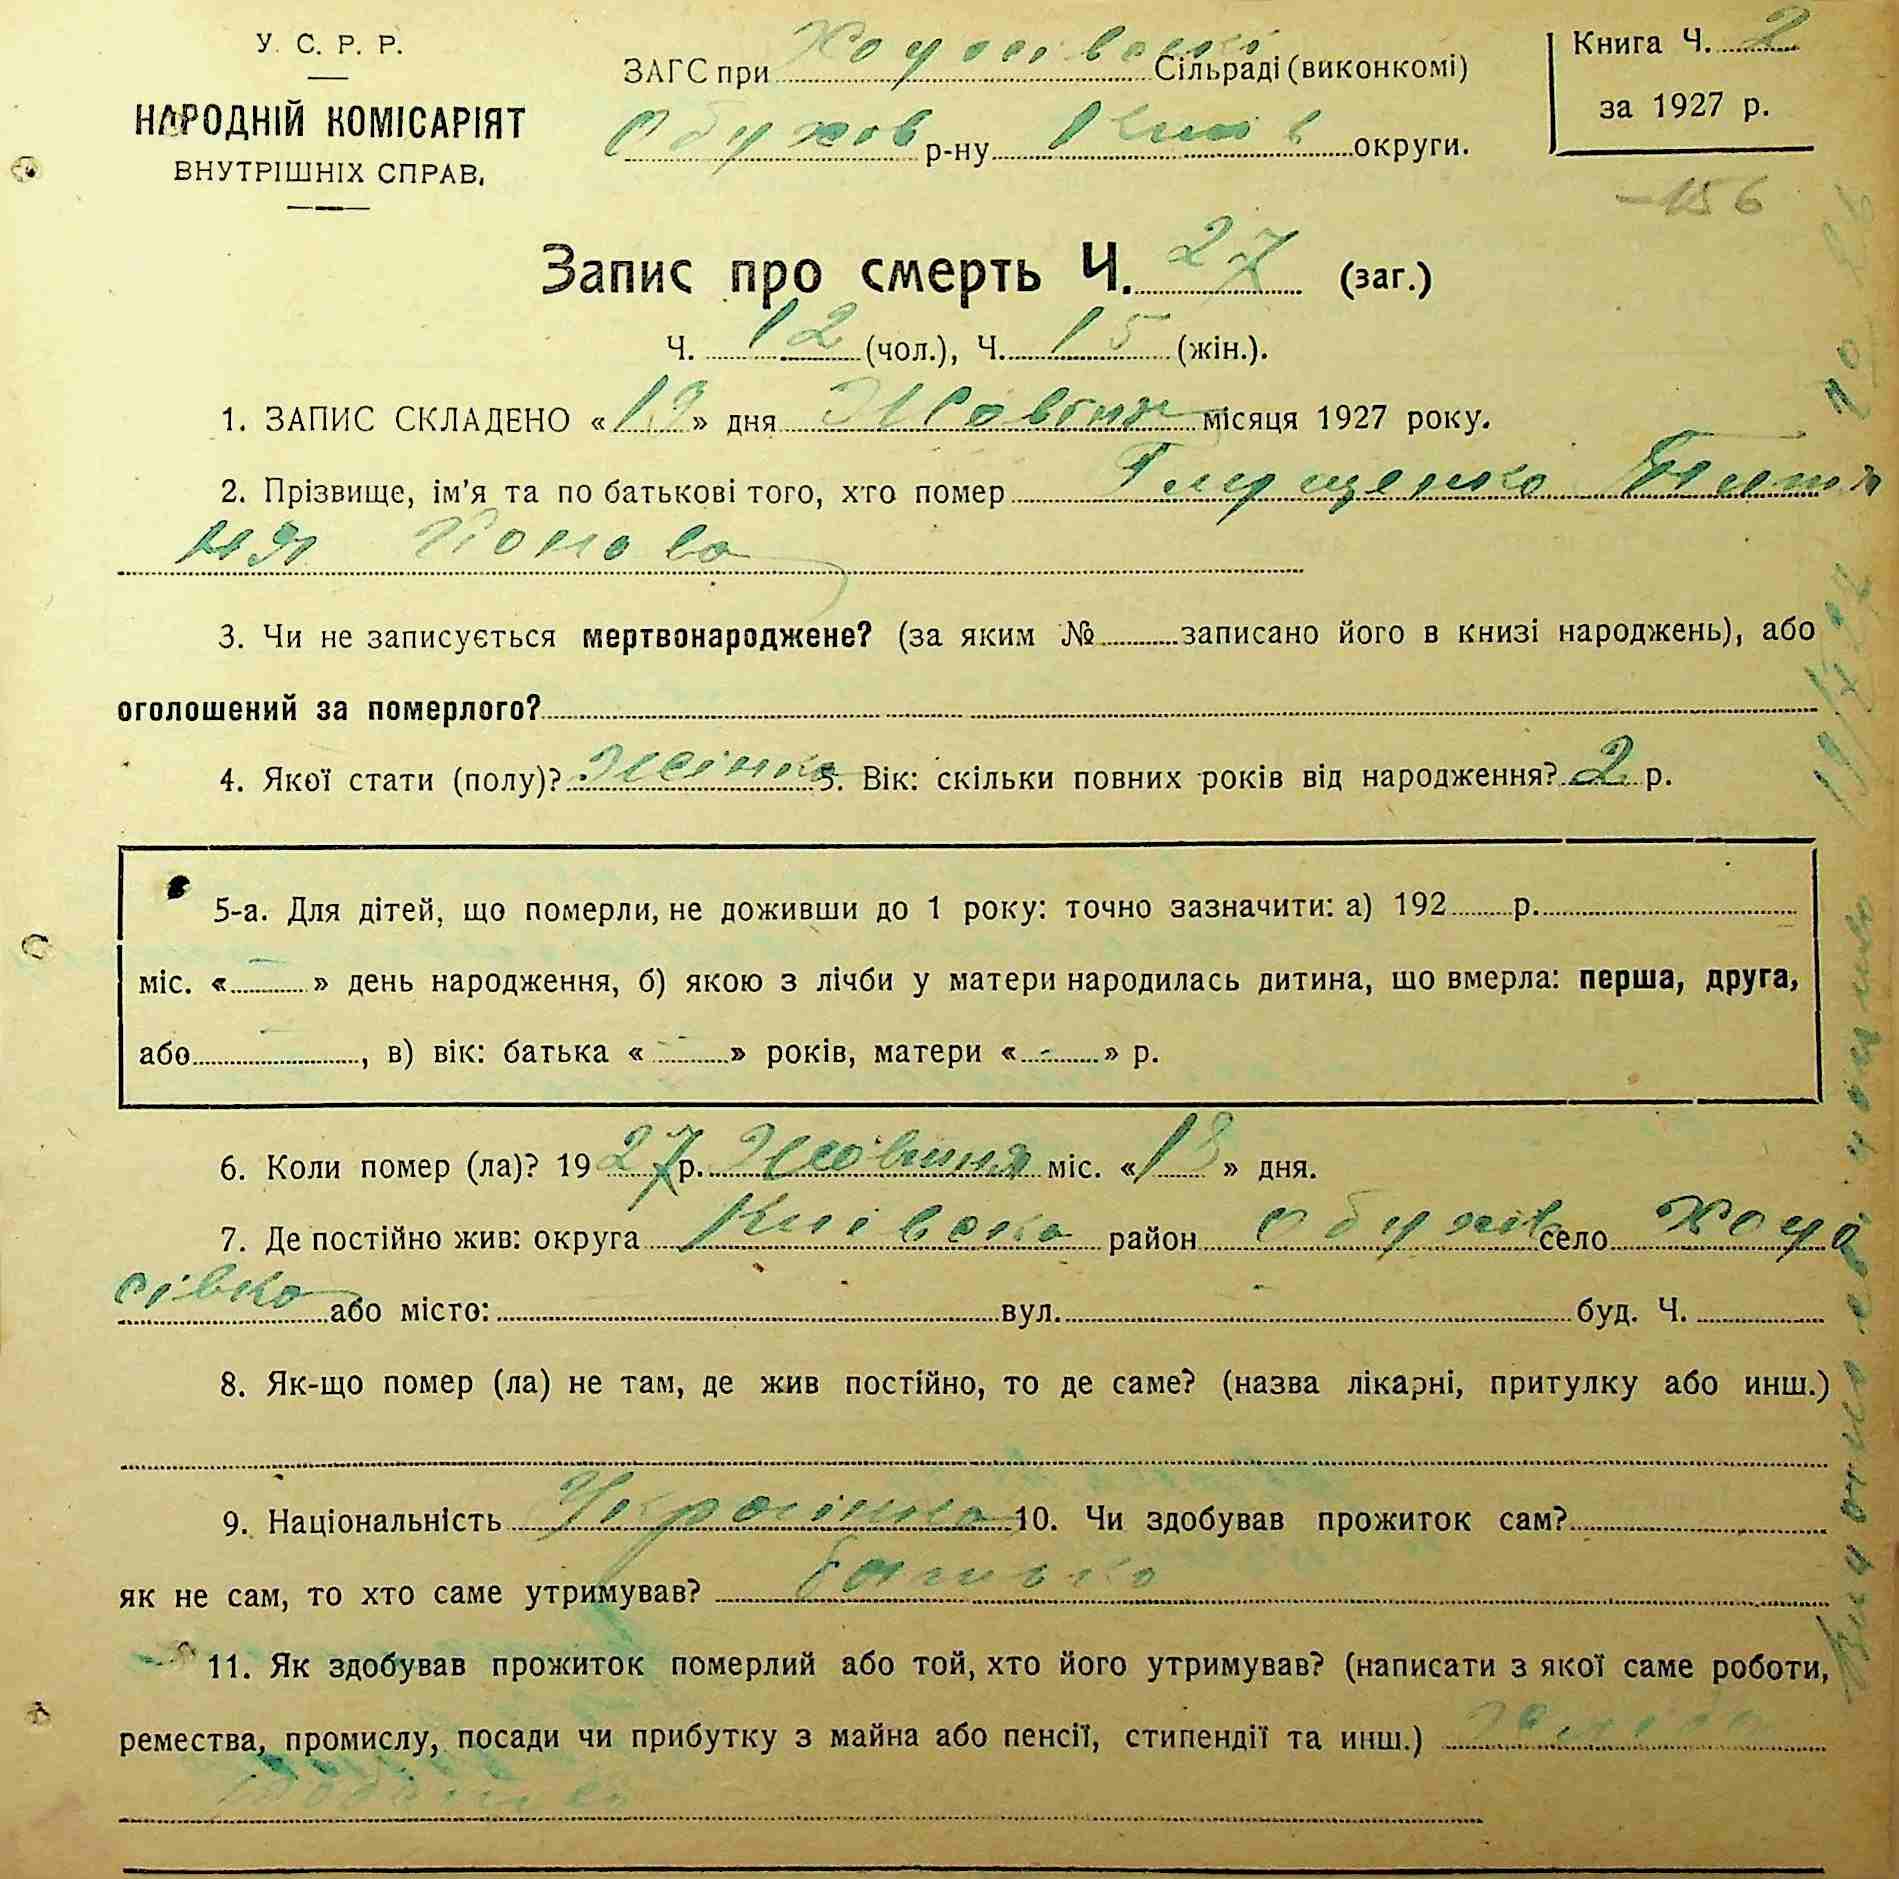 У. С. Р. Р.
НАРОДНІЙ КОМІСАРІЯТ
ВНУТРІШНІХ СПРАВ.
ЗАГС при Сільраді (виконкомі)
Обухов р-ну Київ округи.
Книга Ч. 2
за 1927 р.
-156
Запис про смерть Ч. 27 (заг.)
Ч. 12 (чол.), Ч. 15 (жін.).
1. ЗАПИС СКЛАДЕНО «19» дня Жовтня місяця 1927 року.
2. Прізвище, ім'я та по батькові того, хто помер Глущенко Тетя
ня
3. Чи не записується мертвонароджене? (за яким № записано його в книзі народжень), або
оголошений за померлого?
4. Якої стати (полу)? Жінка 5. Вік: скільки повних років від народження? 2 р.
5-а. Для дітей, що померли, не доживши до 1 року: точно зазначити: а) 192 р.
міс. « — » день народження, б) якою з лічби у матери народилась дитина, що вмерла: перша, друга,
або — , в) вік: батька « — » років, матери « - » р.
6. Коли помер (ла)? 1927 р. Жовтня міс. «18» дня.
7. Де постійно жив: округа Київска район Обухів село Ходо
сівка або місто: вул. буд. Ч.
8. Як-що помер (ла) не там, де жив постійно, то де саме? (назва лікарні, притулку або инш.)
9. Національність Українка 10. Чи здобував прожиток сам?
як не сам, то хто саме утримував? батько
11. Як здобував прожиток померлий або той, хто його утримував? (написати з якої саме роботи,
ремества, промислу, посади чи прибутку з майна або пенсії, стипендії та инш.)